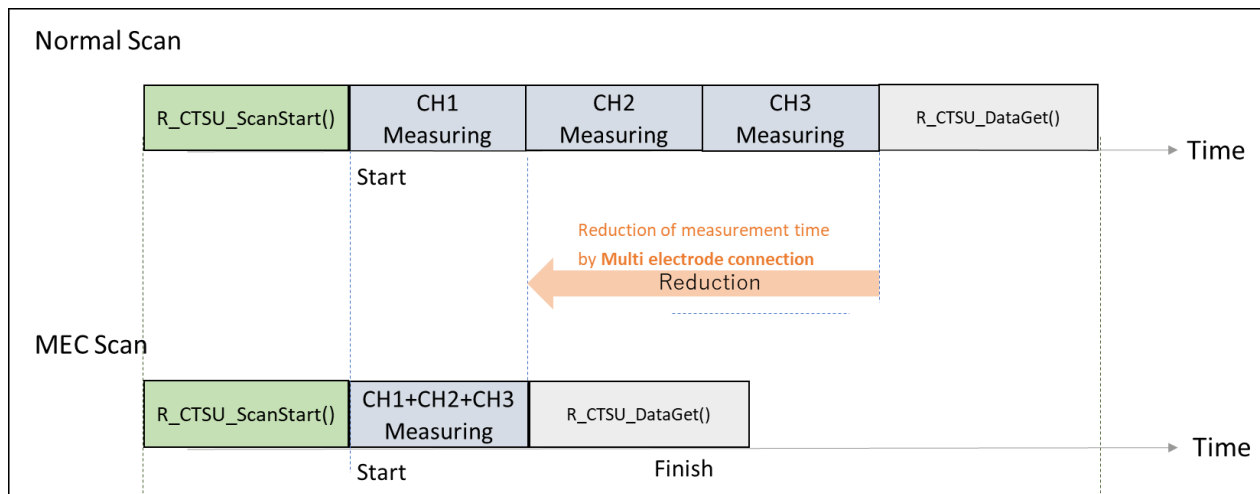 Normal Scan
R_CTSU_ScanStart()
CH1
Measuring
CH2
Measuring
CH3
Measuring
R_CTSU_DataGet()
Time
Start
Reduction of measurement time
by Multi electrode connection
Reduction
MEC Scan
R_CTSU_ScanStart()
CH1+CH2+CH3
Measuring
R_CTSU_DataGet()
Time
Start
Finish